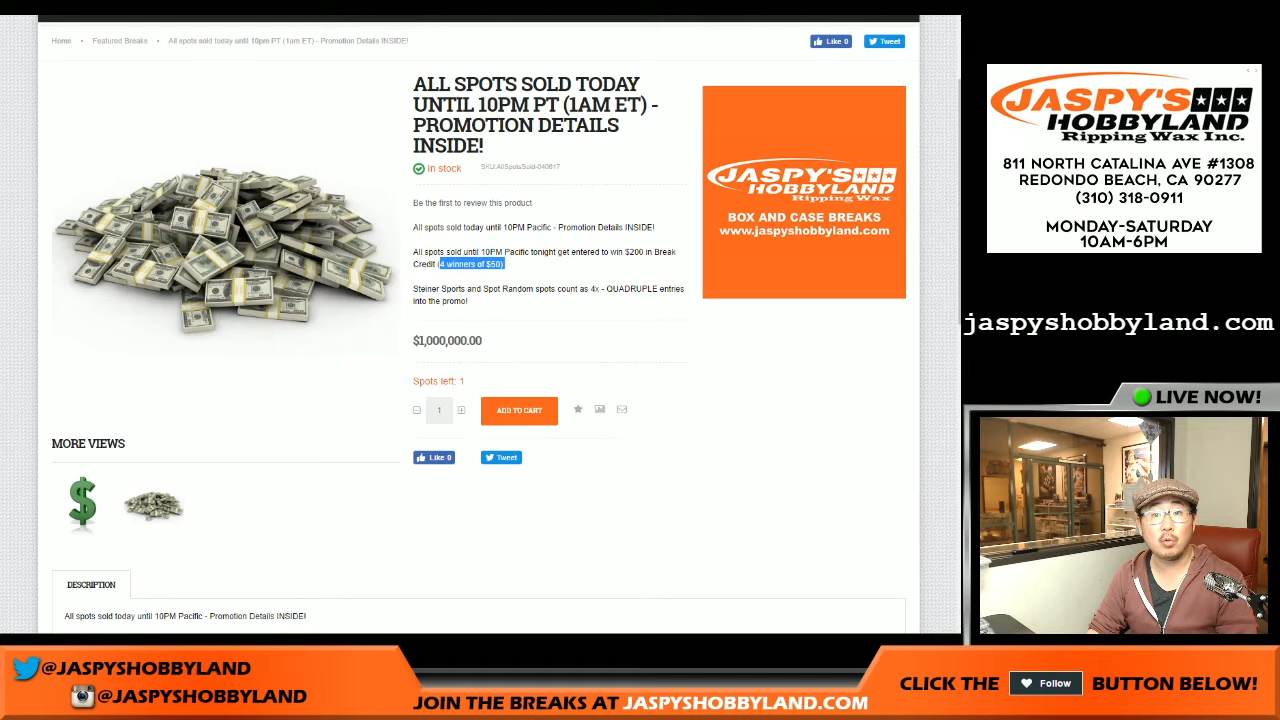 Home • Featured Breaks • All spots sold today until 10pm PT (1am ET) - Promotion Details INSIDE!
Like 0 Tweet
ALL SPOTS SOLD TODAY
UNTIL 10PM PT (1AM ET) -
PROMOTION DETAILS
INSIDE!
In stock SKU:AllSpotsSold-040617
Be the first to review this product
All spots sold today until 10PM Pacific - Promotion Details INSIDE!
All spots sold until 10PM Pacific tonight get entered to win $200 in Break
Credit (4 winners of $50)
Steiner Sports and Spot Random spots count as 4x - QUADRUPLE entries
into the promo!
$1,000,000.00
Spots left: 1
1 ADD TO CART
Like 0 Tweet
MORE VIEWS
DESCRIPTION
All spots sold today until 10PM Pacific - Promotion Details INSIDE!
JASPY'S
HOBBYLAND
Ripping Wax Inc.
BOX AND CASE BREAKS
www.jaspyshobbyland.com
JASPY'S
HOBBYLAND
Ripping Wax Inc.
811 NORTH CATALINA AVE #1308
REDONDO BEACH, CA 90277
(310) 318-0911
MONDAY-SATURDAY
10AM-6PM
jaspyshobbyland.com
LIVE NOW!
@JASPYSHOBBYLAND
@JASPYSHOBBYLAND
JOIN THE BREAKS AT JASPYSHOBBYLAND.COM
CLICK THE Follow BUTTON BELOW!